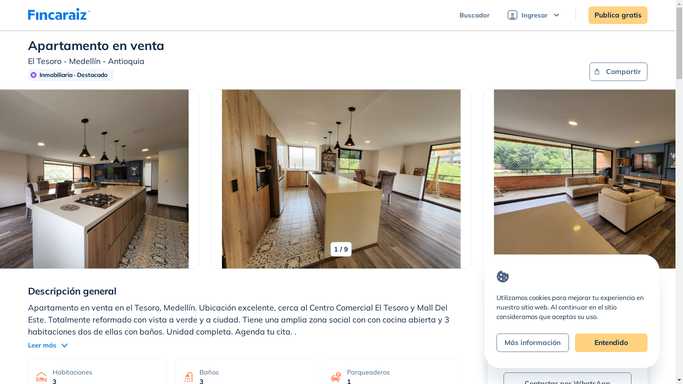 Fincaraiz
Buscador
Ingresar
Publica gratis
Apartamento en venta
El Tesoro - Medellín - Antioquia
Inmobiliaria · Destacado
Compartir
1 / 9
Descripción general
Apartamento en venta en el Tesoro, Medellín. Ubicación excelente, cerca al Centro Comercial El Tesoro y Mall Del
Este. Totalmente reformado con vista a verde y a ciudad. Tiene una amplia zona social con con cocina abierta y 3
habitaciones dos de ellas con baños. Unidad completa. Agenda tu cita. .
Leer más
Habitaciones
3
Baños
3
Parqueaderos
1
Utilizamos cookies para mejorar tu experiencia en
nuestro sitio web. Al continuar en el sitio
consideramos que aceptas su uso.
Más información
Entendido
Contactar por WhatsApp